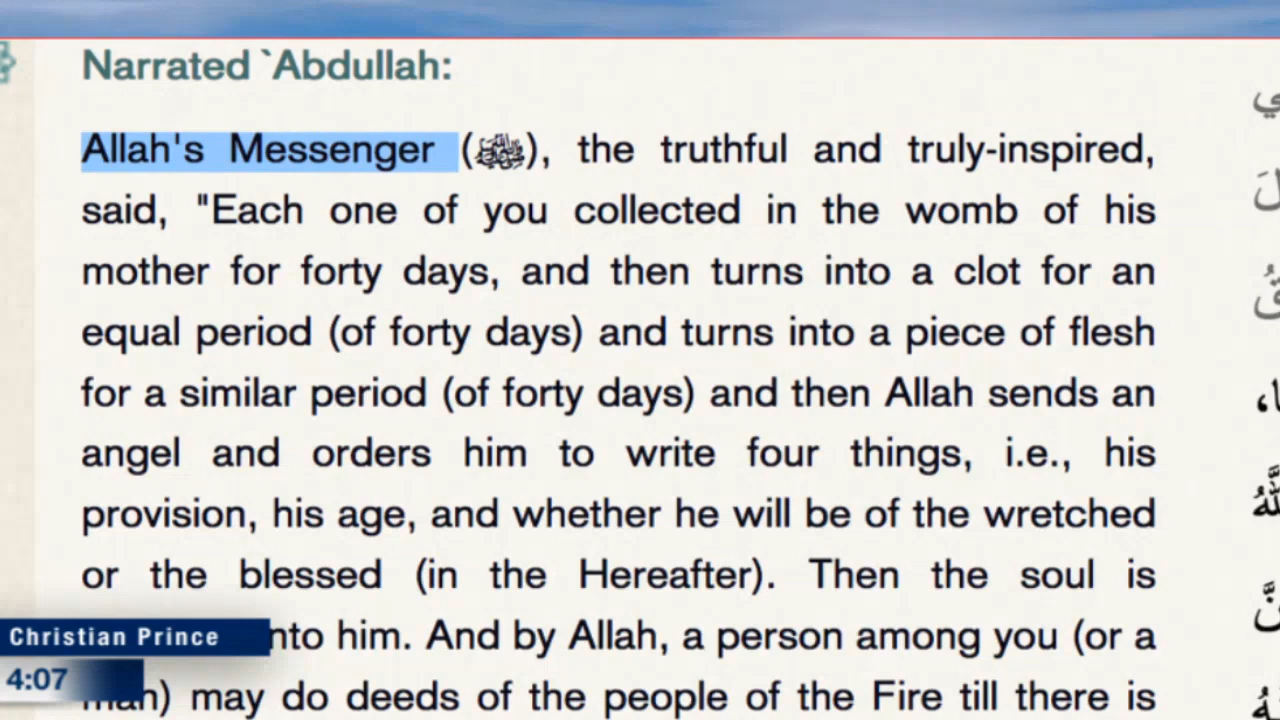 Narrated `Abdullah:
Allah's Messenger (ﷺ), the truthful and truly-inspired,
said, "Each one of you collected in the womb of his
mother for forty days, and then turns into a clot for an
equal period (of forty days) and turns into a piece of flesh
for a similar period (of forty days) and then Allah sends an
angel and orders him to write four things, i.e., his
provision, his age, and whether he will be of the wretched
or the blessed (in the Hereafter). Then the soul is
into him. And by Allah, a person among you (or a
man) may do deeds of the people of the Fire till there is
Christian Prince
4:07